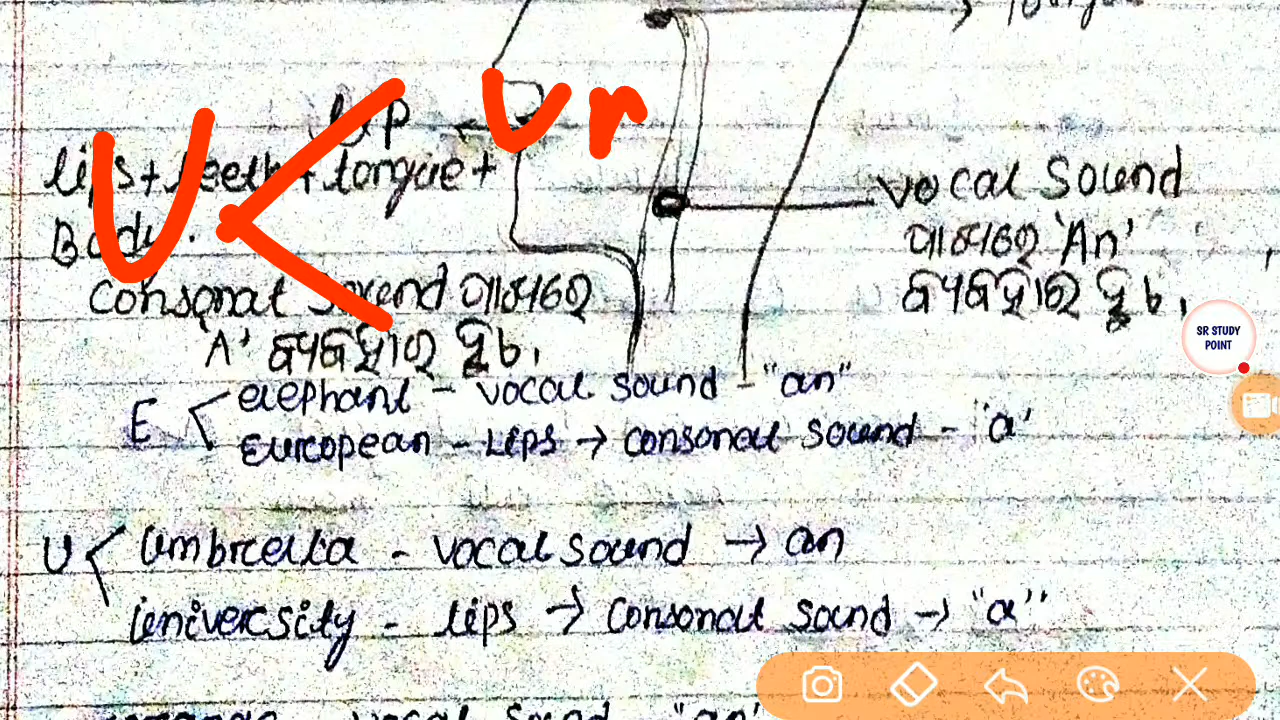 Lip
lips + teeth + tongue +
Body.
Vocal Sound
ପାଖରେ 'An'
ବ୍ୟବହାର ହୁଏ,
Consonat Sound ପାଖରେ
'A' ବ୍ୟବହାର ହୁଏ,
E < elephant - vocal sound - "an"
European - Lips → consonat sound - "a'
U < Umbrella - vocal sound → an
University - lips → Consonat sound → "a"
U < Ur
SR STUDY
POINT